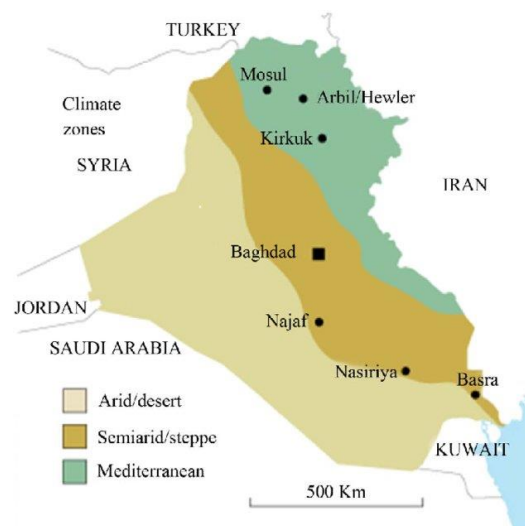 TURKEY
Mosul
Climate
zones
Arbil/Hewler
Kirkuk
SYRIA
IRAN
Baghdad
JORDAN
Najaf
SAUDI ARABIA
Nasiriya
Basra
Arid/desert
Semiarid/steppe
KUWAIT
Mediterranean
500 Km